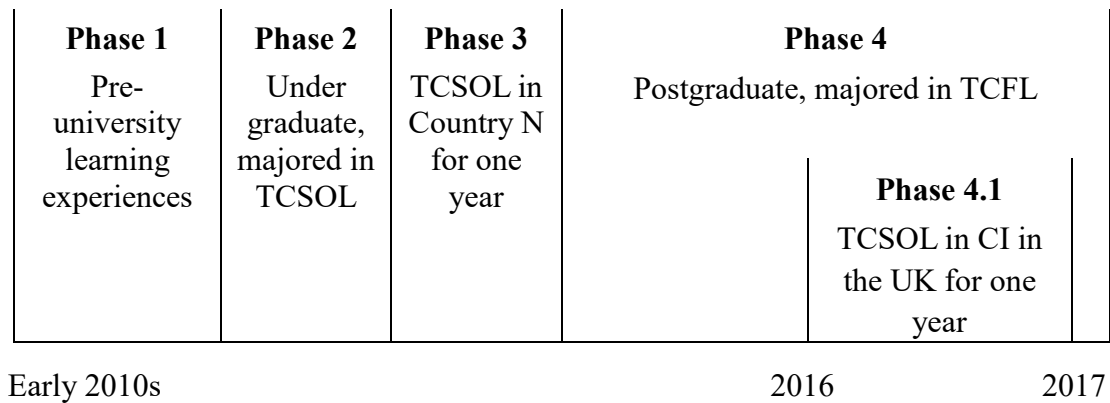 Phase 1
Pre-
university
learning
experiences
Phase 2
Under
graduate,
majored in
TCSOL
Phase 3
TCSOL in
Country N
for one
year
Phase 4
Postgraduate, majored in TCFL
Phase 4.1
TCSOL in CI in
the UK for one
year
Early 2010s
2016
2017